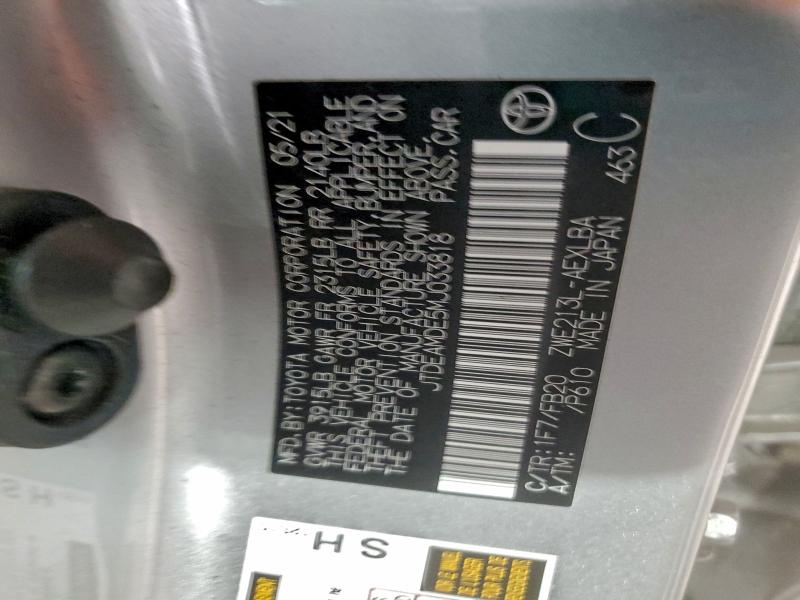 MFD. BY: TOYOTA MOTOR CORPORATION 05/21
GVWR 3915LB GAWR FR 2315LB RR 2140LB
THIS VEHICLE CONFORMS TO ALL APPLICABLE
FEDERAL MOTOR VEHICLE SAFETY, BUMPER, AND
THEFT PREVENTION STANDARDS IN EFFECT ON
THE DATE OF MANUFACTURE SHOWN ABOVE.
JTDEAMDE5MJ033818 PASS. CAR
C/TR: 1F7/FB20 ZWE213L-AEXLBA
A/TM: /P610 MADE IN JAPAN
463 C
HS